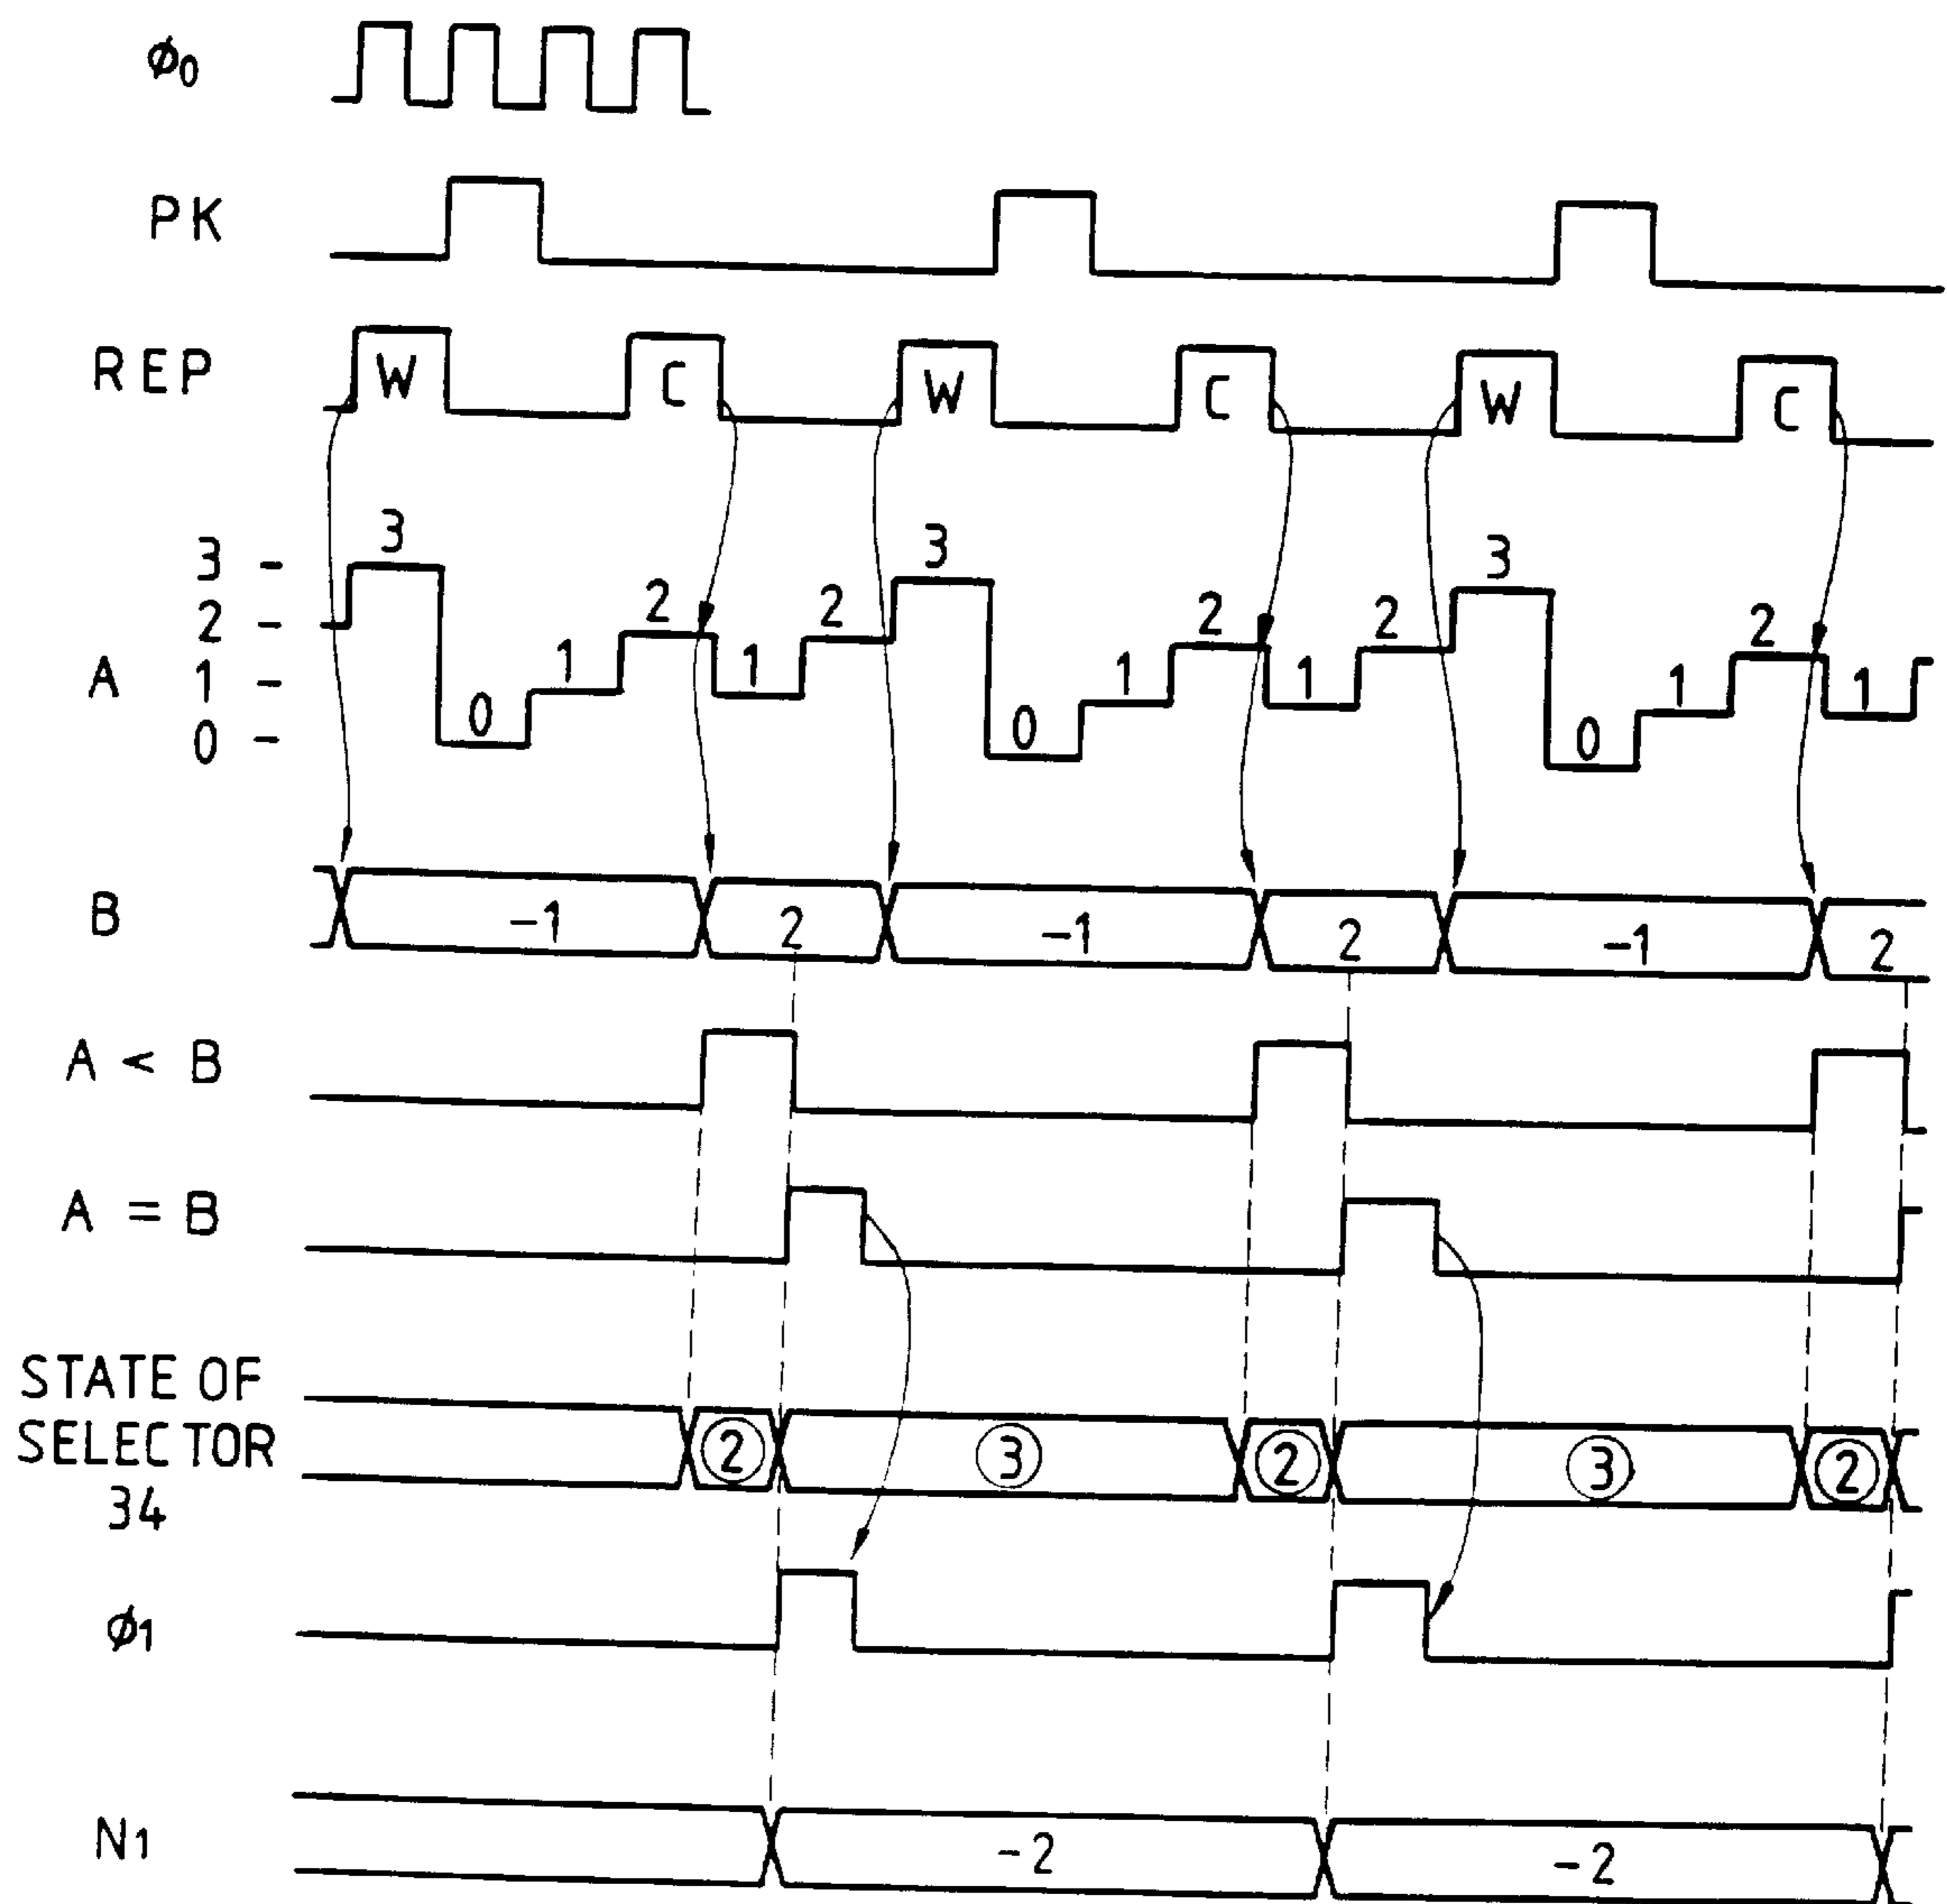 ϕ0
PK
REP W C W C W C
3 3 3
3
2 2 2 2 2 2
A 1 1 1 1 1 1 1
0 0 0 0
B -1 2 -1 2 -1 2
A < B
A = B
STATE OF
SELECTOR
34
② ③ ② ③ ②
ϕ1
N1 -2 -2